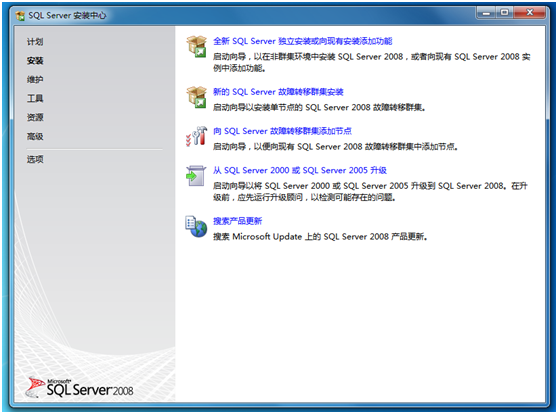 SQL Server 安装中心
计划
安装
维护
工具
资源
高级
选项
全新 SQL Server 独立安装或向现有安装添加功能
启动向导，以在非群集环境中安装 SQL Server 2008，或者向现有 SQL Server 2008 实
例中添加功能。
新的 SQL Server 故障转移群集安装
启动向导以安装单节点的 SQL Server 2008 故障转移群集。
向 SQL Server 故障转移群集添加节点
启动向导，以便向现有 SQL Server 2008 故障转移群集中添加节点。
从 SQL Server 2000 或 SQL Server 2005 升级
启动向导以将 SQL Server 2000 或 SQL Server 2005 升级到 SQL Server 2008。在升
级前，应先运行升级顾问，以检测可能存在的问题。
搜索产品更新
搜索 Microsoft Update 上的 SQL Server 2008 产品更新。
Microsoft
SQL Server 2008